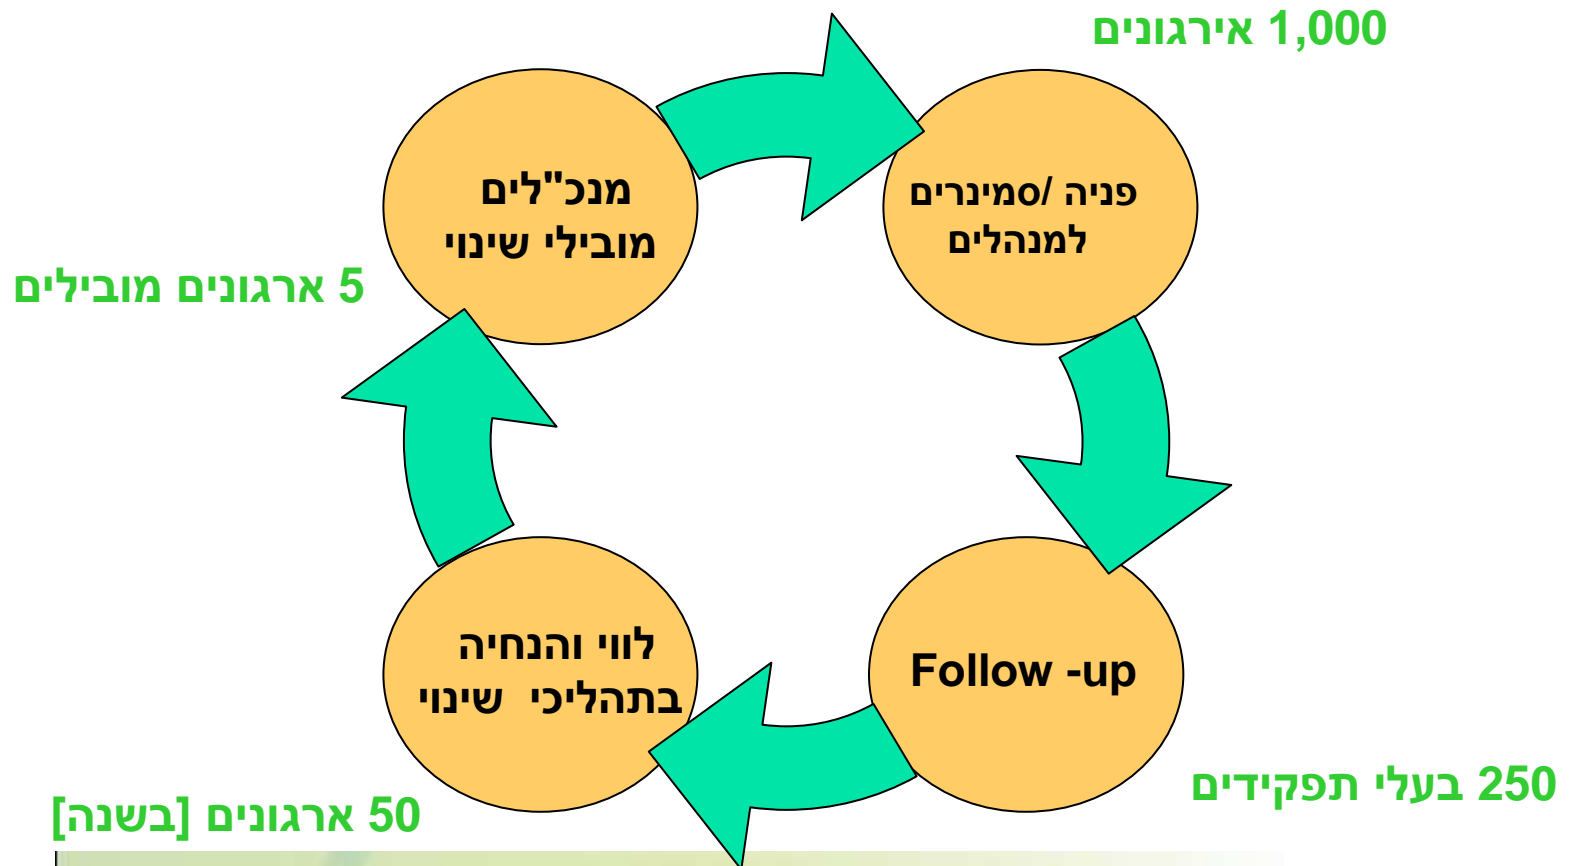 1,000 אירגונים
מנכ"לים
מובילי שינוי
פניה /סמינרים
למנהלים
5 ארגונים מובילים
לווי והנחיה
בתהליכי שינוי
Follow -up
250 בעלי תפקידים
50 ארגונים [בשנה]